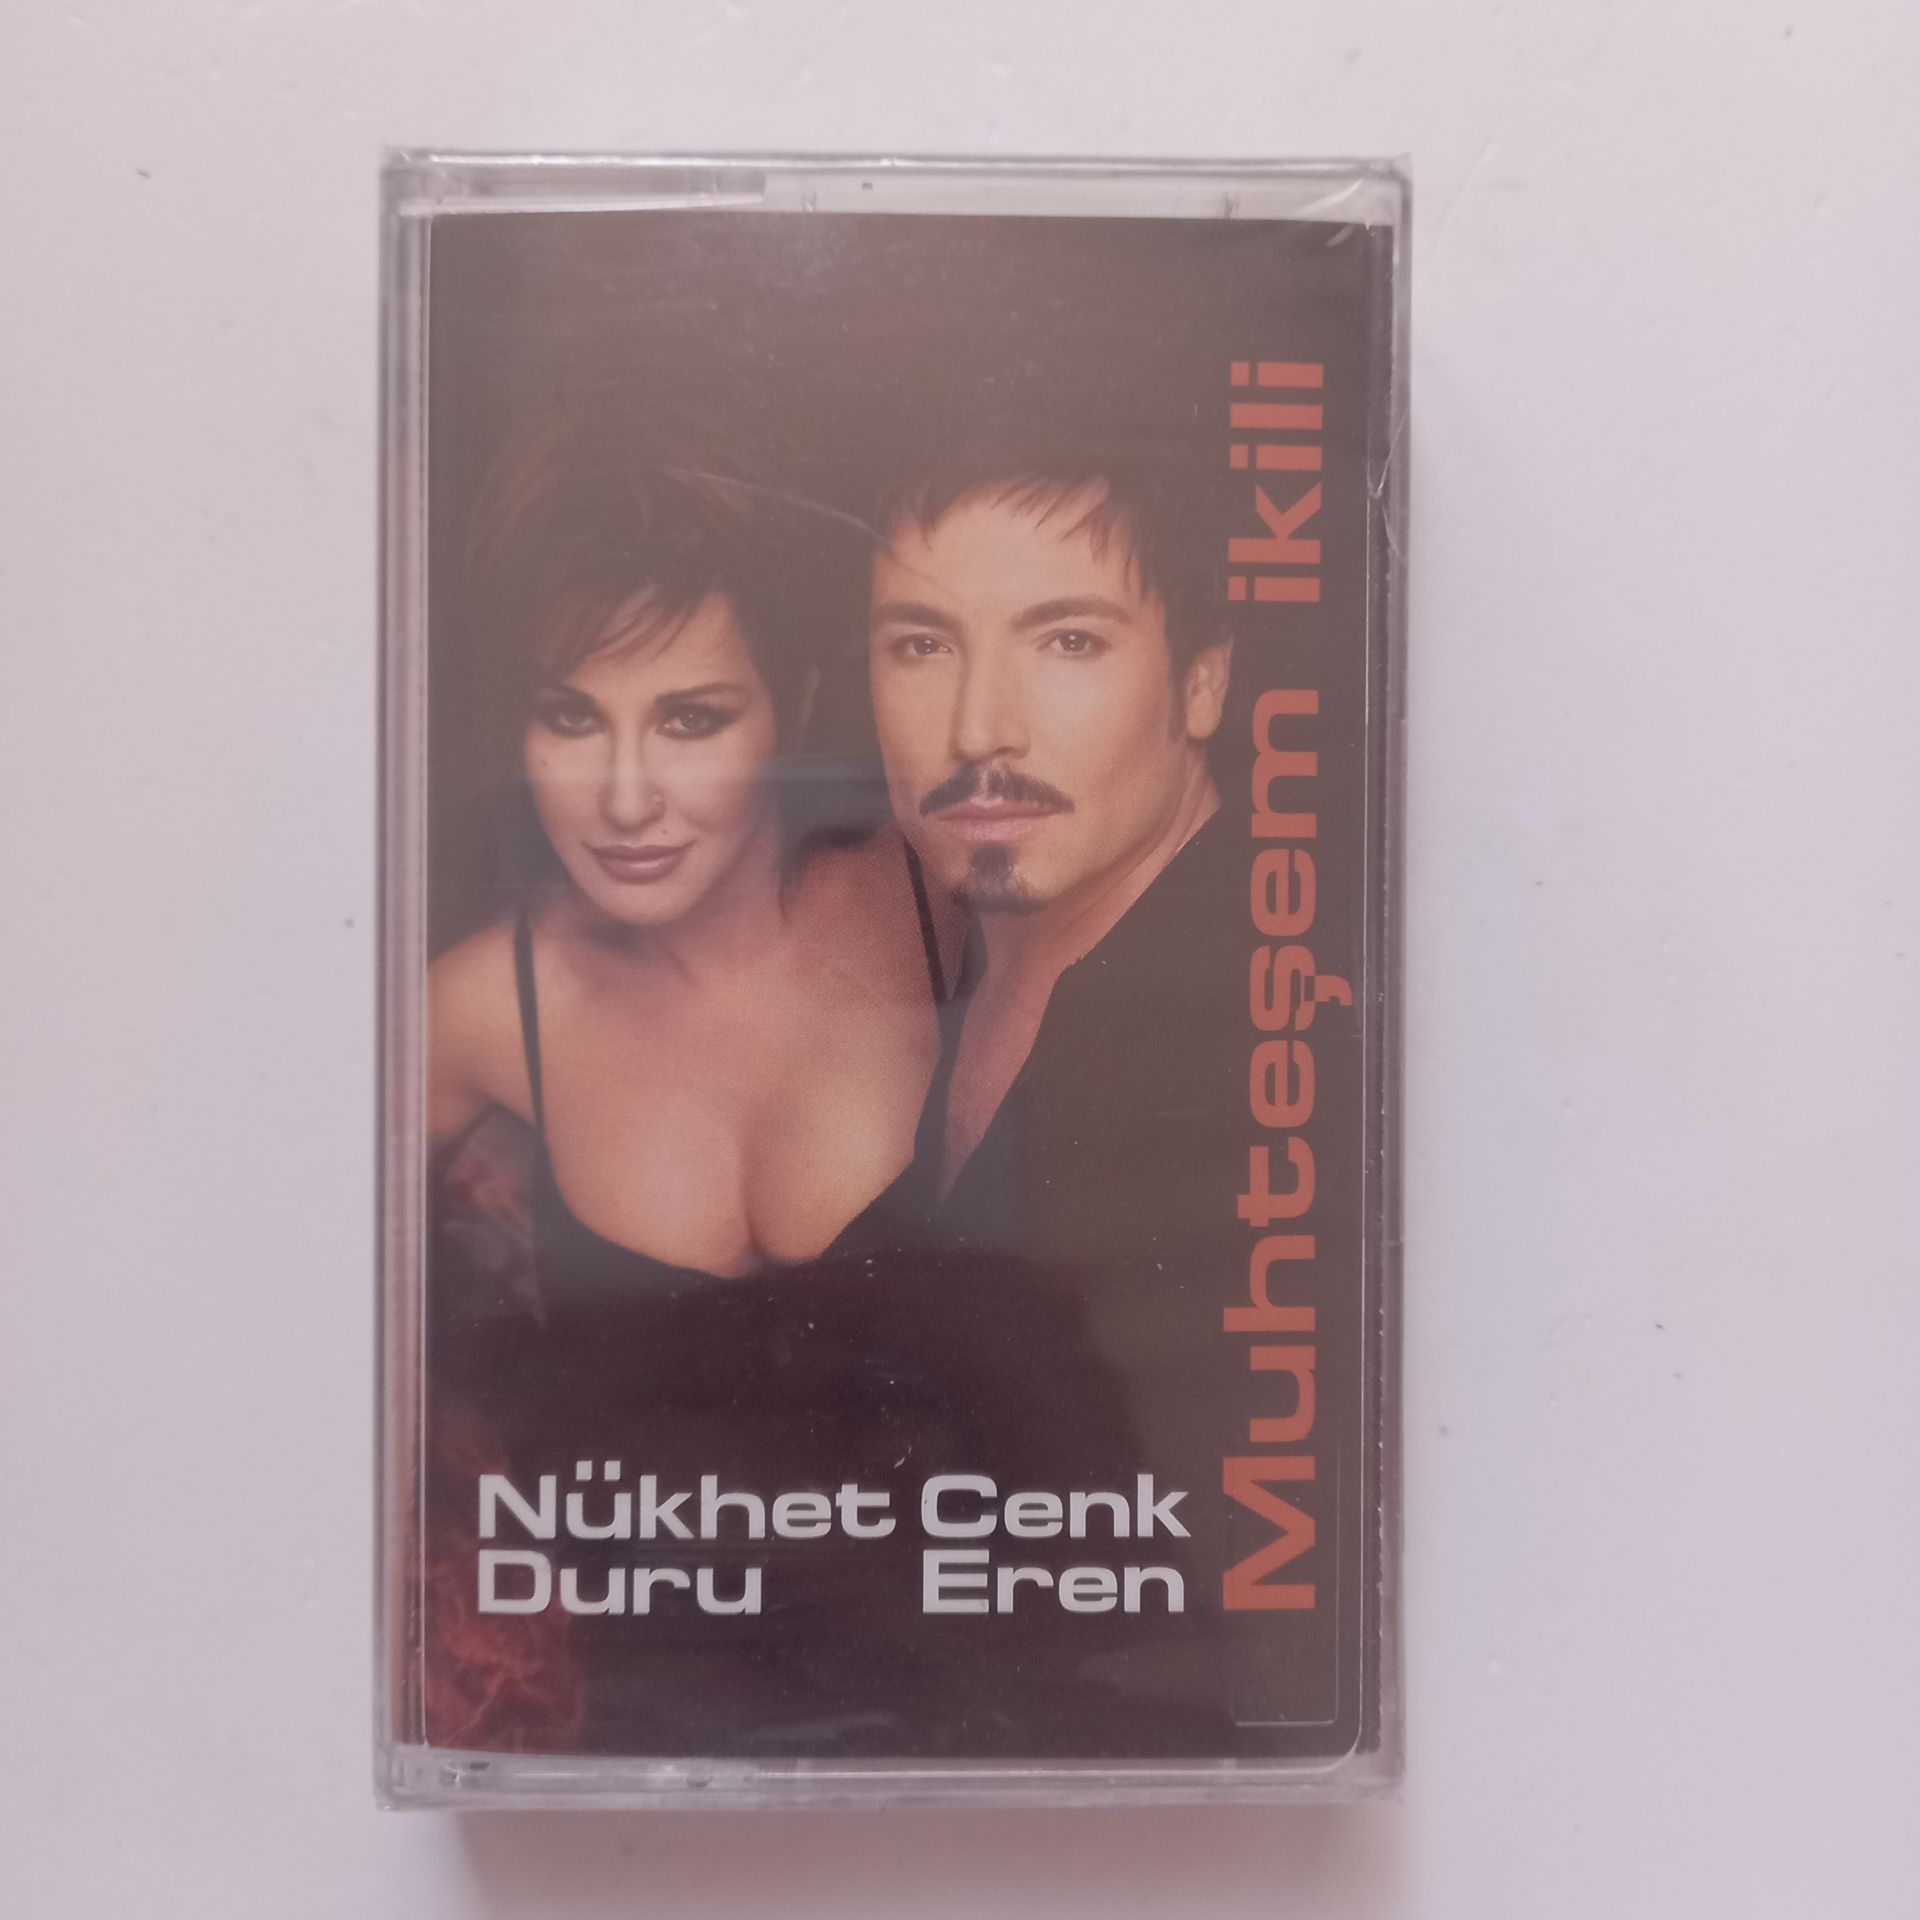 Muhteşem ikili
Nükhet Cenk
Duru Eren